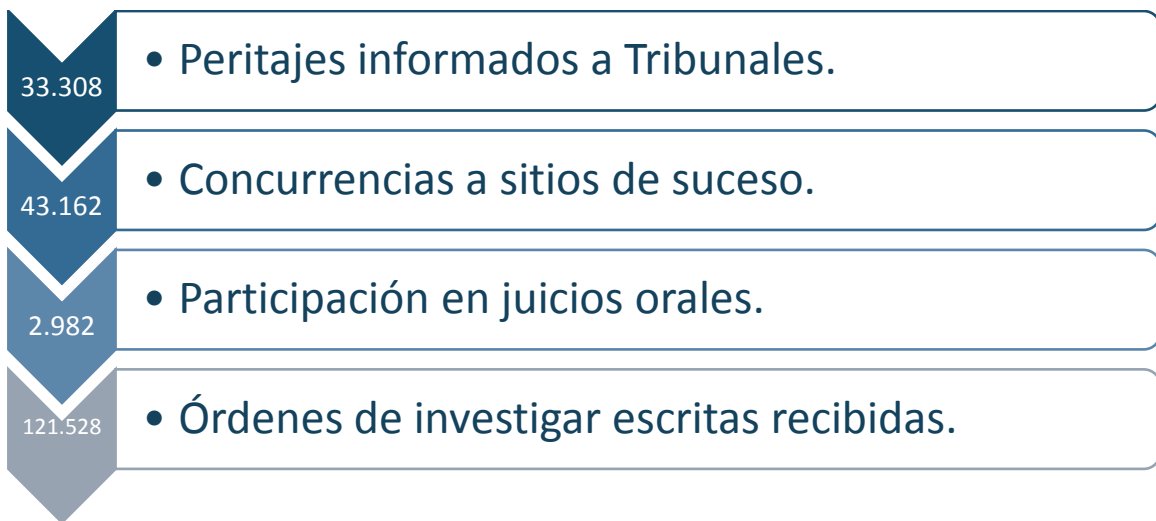 33.308
• Peritajes informados a Tribunales.
43.162
• Concurrencias a sitios de suceso.
2.982
• Participación en juicios orales.
121.528
• Órdenes de investigar escritas recibidas.